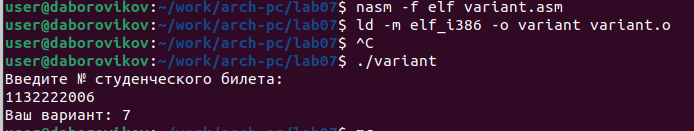 user@daborovikov:~/work/arch-pc/lab07$ nasm -f elf variant.asm
user@daborovikov:~/work/arch-pc/lab07$ ld -m elf_i386 -o variant variant.o
user@daborovikov:~/work/arch-pc/lab07$ ^C
user@daborovikov:~/work/arch-pc/lab07$ ./variant
Введите № студенческого билета:
1132222006
Ваш вариант: 7